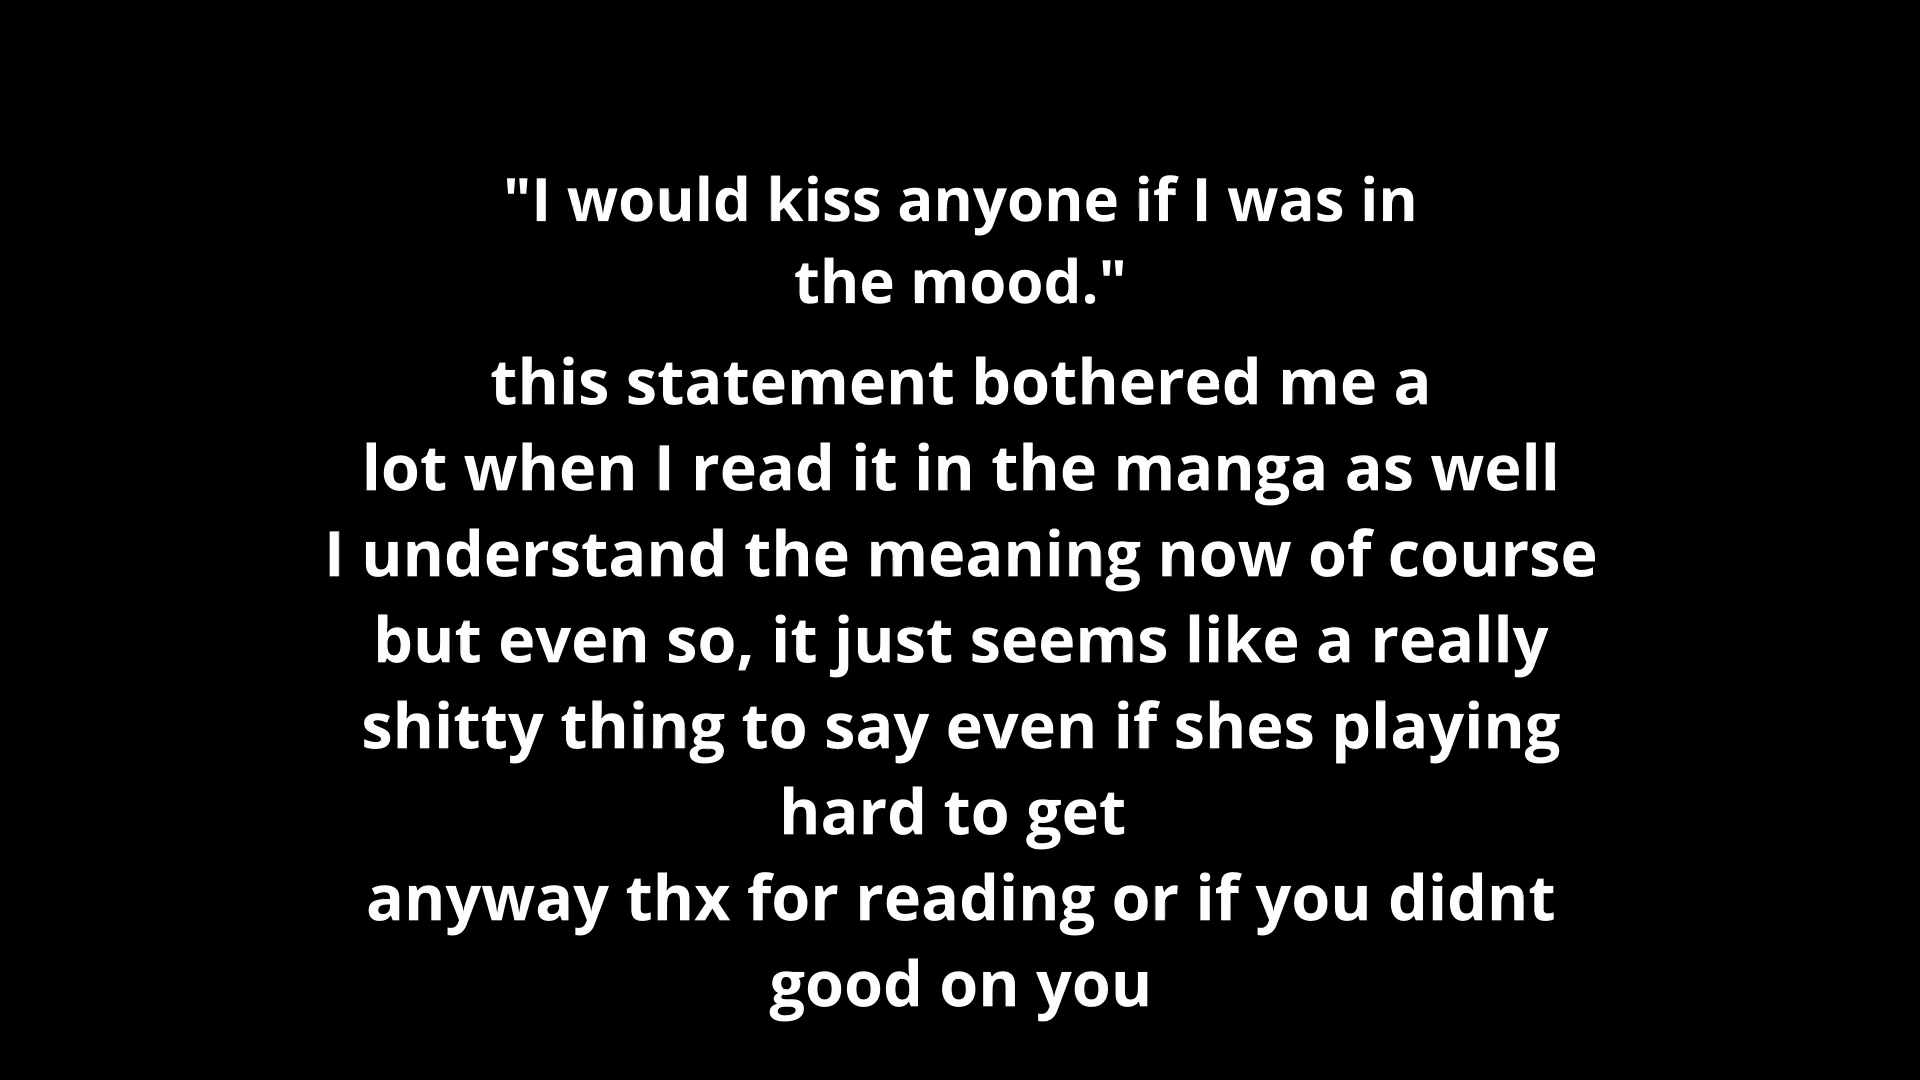 "I would kiss anyone if I was in
the mood."
this statement bothered me a
lot when I read it in the manga as well
I understand the meaning now of course
but even so, it just seems like a really
shitty thing to say even if shes playing
hard to get
anyway thx for reading or if you didnt
good on you